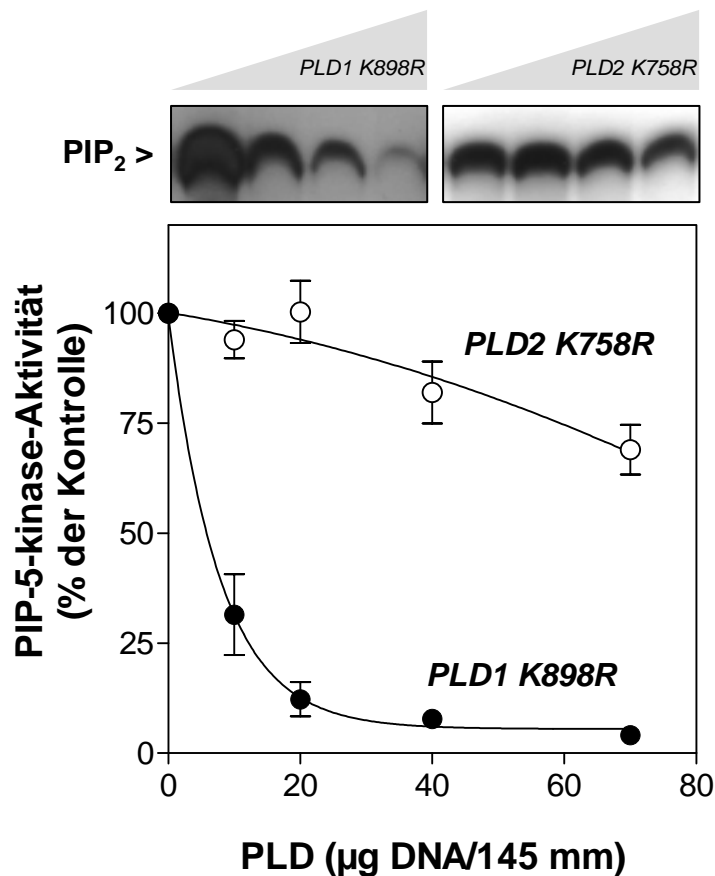 PLD1 K898R PLD2 K758R
PIP₂ >
PIP-5-kinase-Aktivität
(% der Kontrolle)
100
75
50
25
0
PLD2 K758R
PLD1 K898R
0 20 40 60 80
PLD (µg DNA/145 mm)